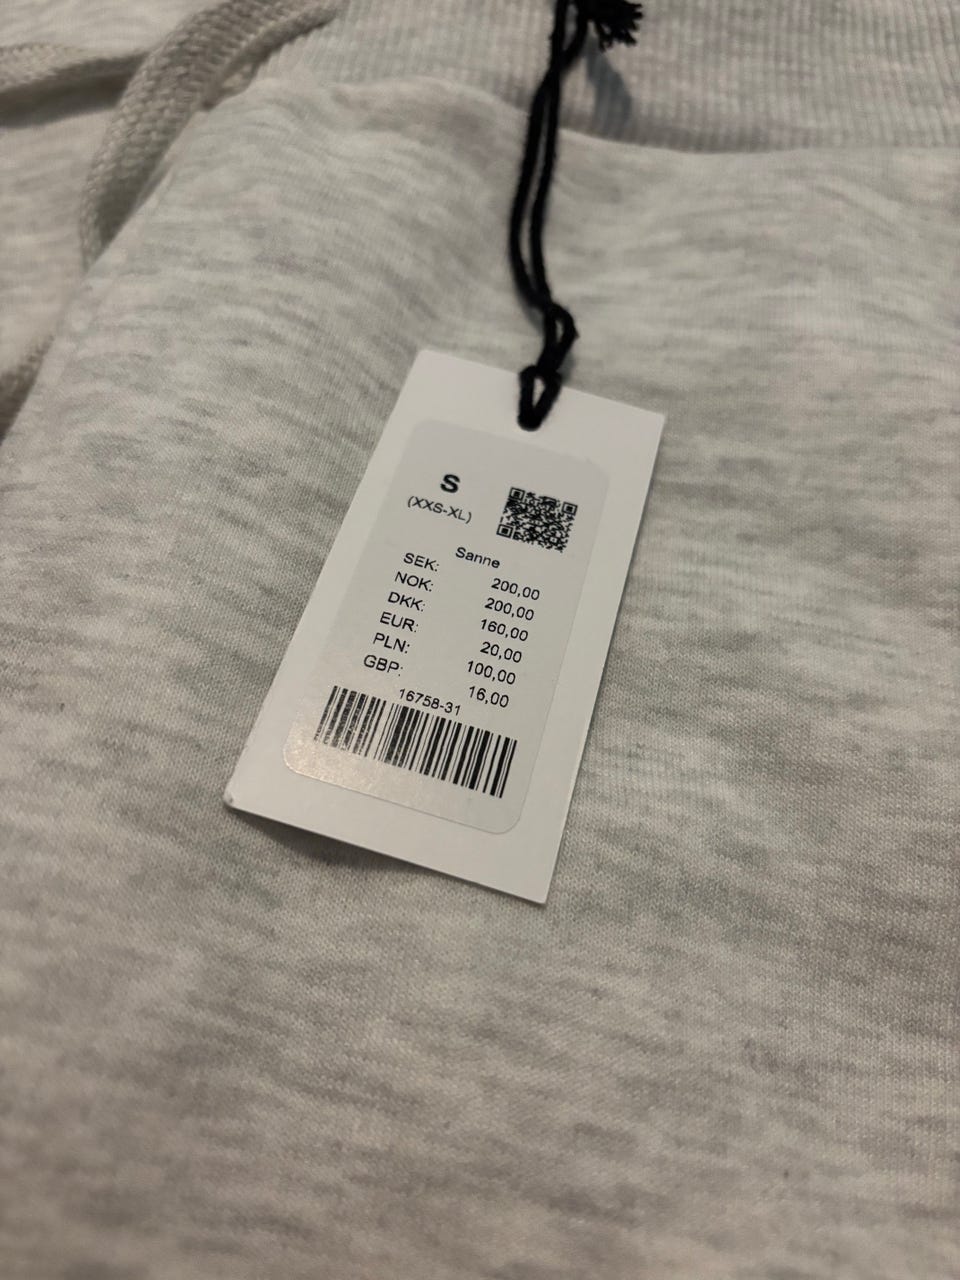 S
(XXS-XL)
Sanne
SEK: 200,00
NOK: 200,00
DKK: 160,00
EUR: 20,00
PLN: 100,00
GBP: 16,00
16758-31